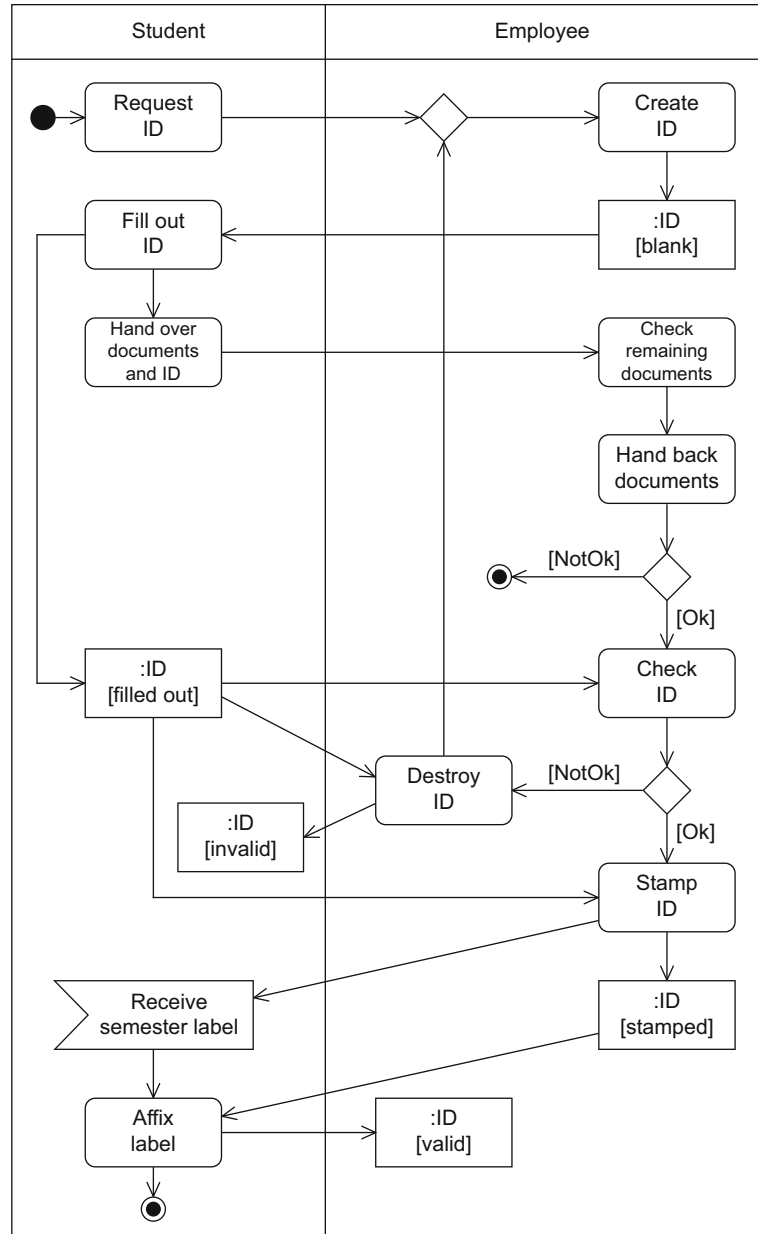 Student
Employee
Request
ID
Create
ID
Fill out
ID
:ID
[blank]
Hand over
documents
and ID
Check
remaining
documents
Hand back
documents
[NotOk]
[Ok]
:ID
[filled out]
Check
ID
Destroy
ID
[NotOk]
[Ok]
:ID
[invalid]
Stamp
ID
Receive
semester label
:ID
[stamped]
Affix
label
:ID
[valid]